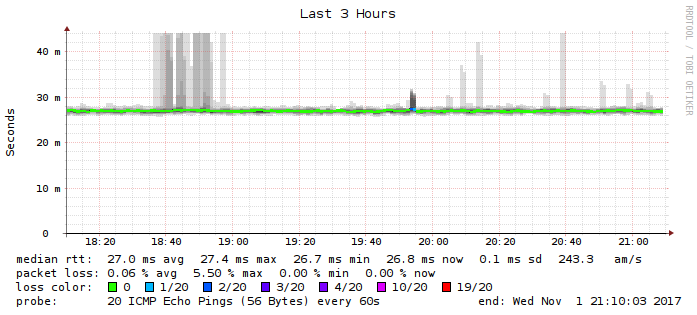 Last 3 Hours
RRDTOOL / TOBI OETIKER
Seconds
40 m
30 m
20 m
10 m
0
18:20 18:40 19:00 19:20 19:40 20:00 20:20 20:40 21:00
median rtt: 27.0 ms avg 27.4 ms max 26.7 ms min 26.8 ms now 0.1 ms sd 243.3 am/s
packet loss: 0.06 % avg 5.50 % max 0.00 % min 0.00 % now
loss color: 0 1/20 2/20 3/20 4/20 10/20 19/20
probe: 20 ICMP Echo Pings (56 Bytes) every 60s end: Wed Nov 1 21:10:03 2017